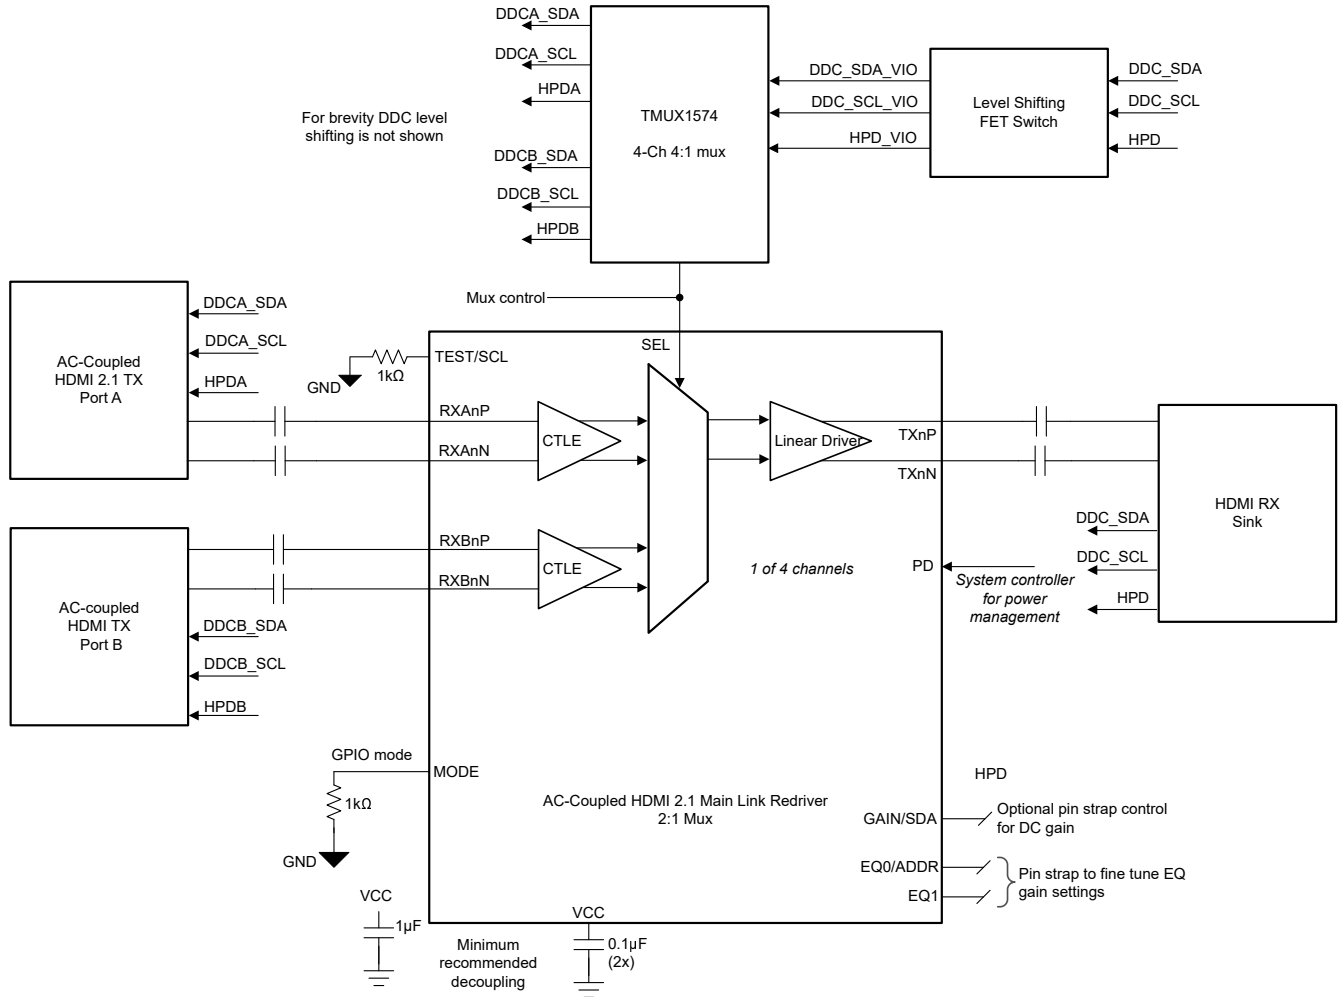 DDCA_SDA
DDCA_SCL
HPDA
For brevity DDC level
shifting is not shown
DDCB_SDA
DDCB_SCL
HPDB
TMUX1574
4-Ch 4:1 mux
DDC_SDA_VIO
DDC_SCL_VIO
HPD_VIO
Level Shifting
FET Switch
DDC_SDA
DDC_SCL
HPD
Mux control
AC-Coupled
HDMI 2.1 TX
Port A
DDCA_SDA
DDCA_SCL
HPDA
GND
1kΩ
TEST/SCL
SEL
RXAnP
RXAnN
CTLE
Linear Driver
TXnP
TXnN
HDMI RX
Sink
DDC_SDA
DDC_SCL
HPD
AC-coupled
HDMI TX
Port B
DDCB_SDA
DDCB_SCL
HPDB
RXBnP
RXBnN
CTLE
1 of 4 channels
PD
System controller
for power
management
GPIO mode
MODE
1kΩ
GND
AC-Coupled HDMI 2.1 Main Link Redriver
2:1 Mux
HPD
GAIN/SDA
Optional pin strap control
for DC gain
EQ0/ADDR
EQ1
Pin strap to fine tune EQ
gain settings
VCC
1µF
Minimum
recommended
decoupling
VCC
0.1µF
(2x)